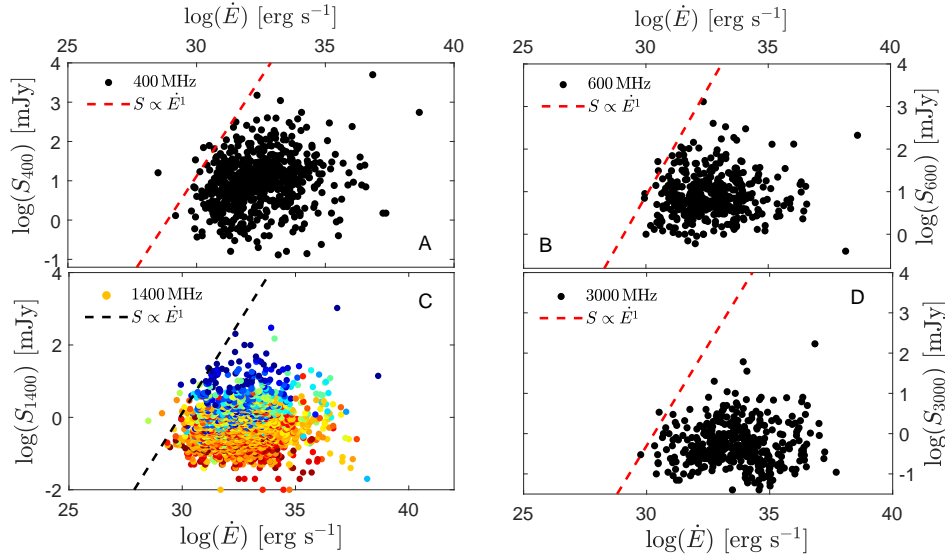 log(Ė) [erg s⁻¹]
25 30 35 40
log(S₄₀₀) [mJy]
4
3
2
1
0
-1
400 MHz
S ∝ Ė¹
A
log(Ė) [erg s⁻¹]
25 30 35 40
4
3
2
1
0
log(S₆₀₀) [mJy]
600 MHz
S ∝ Ė¹
B
log(S₁₄₀₀) [mJy]
4
2
0
-2
1400 MHz
S ∝ Ė¹
C
25 30 35 40
log(Ė) [erg s⁻¹]
4
3
2
1
0
-1
log(S₃₀₀₀) [mJy]
3000 MHz
S ∝ Ė¹
D
25 30 35 40
log(Ė) [erg s⁻¹]